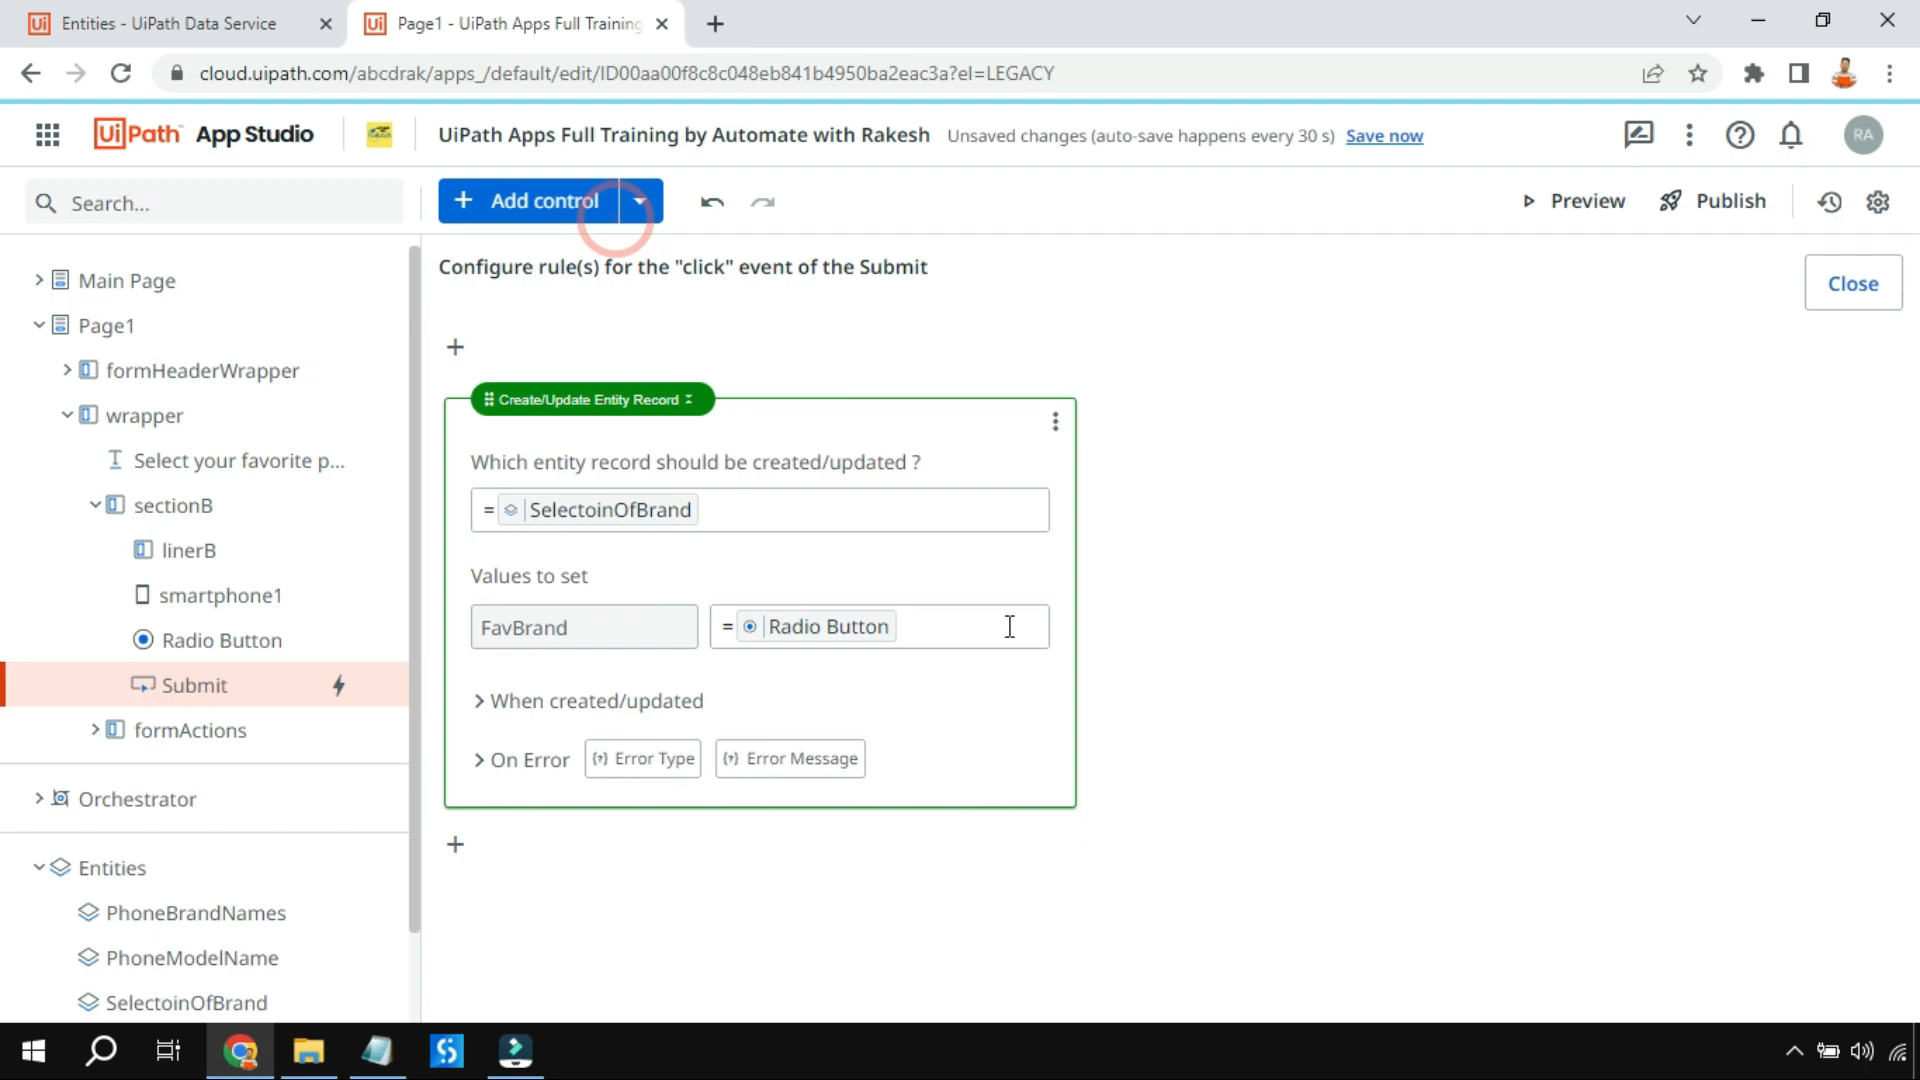 Entities - UiPath Data Service
Page1 - UiPath Apps Full Training
cloud.uipath.com/abcdrak/apps_/default/edit/ID00aa00f8c8c048eb841b4950ba2eac3a?el=LEGACY
UiPath App Studio
UiPath Apps Full Training by Automate with Rakesh
Unsaved changes (auto-save happens every 30 s) Save now
RA
Search...
Add control
Preview
Publish
Configure rule(s) for the "click" event of the Submit
Close
Main Page
Page1
formHeaderWrapper
wrapper
Select your favorite p...
sectionB
linerB
smartphone1
Radio Button
Submit
formActions
Orchestrator
Entities
PhoneBrandNames
PhoneModelName
SelectoinOfBrand
Create/Update Entity Record
Which entity record should be created/updated ?
= SelectoinOfBrand
Values to set
FavBrand
= Radio Button
When created/updated
On Error
Error Type
Error Message